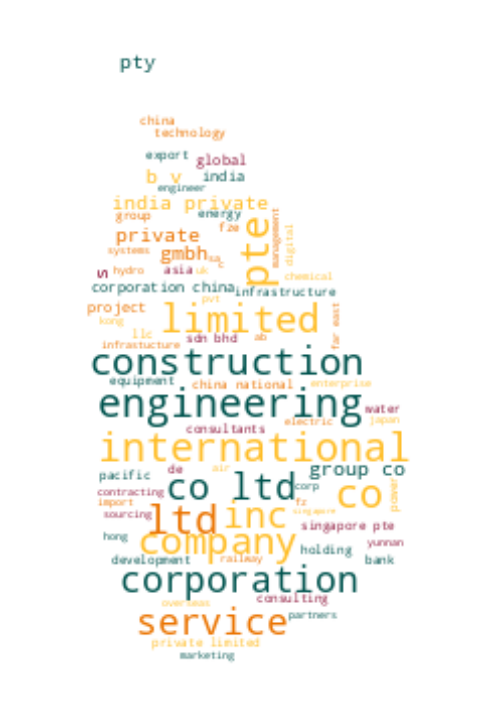 pty
china
technology
export
global
b v
india
engineer
india private
group
energy
fze
pte
management
digital
private
systems
gmbh
sa
c
s
hydro
asia
uk
chemical
corporation china
infrastructure
pvt
project
limited
far east
kong
llc
sdn bhd
ab
infrastucture
construction
equipment
china national
enterprise
engineering
water
electric
japan
consultants
international
pacific
de
air
group co
co ltd
corp
co
power
contracting
import
fz
sourcing
ltd
inc
singapore
singapore pte
hong
company
yunnan
holding
development
railway
bank
corporation
overseas
consulting
service
partners
private limited
marketing